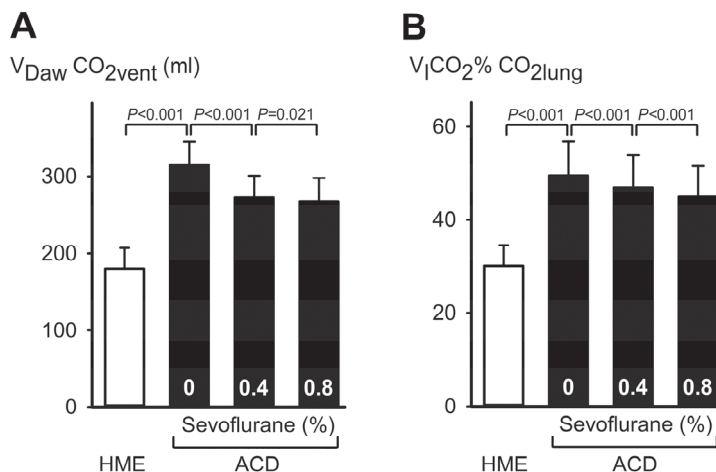 A
V_Daw CO₂vent (ml)
P<0.001 P<0.001 P=0.021
300
200
100
0
0 0.4 0.8
Sevoflurane (%)
HME ACD
B
V_ICO₂% CO₂lung
P<0.001 P<0.001 P<0.001
60
40
20
0
0 0.4 0.8
Sevoflurane (%)
HME ACD